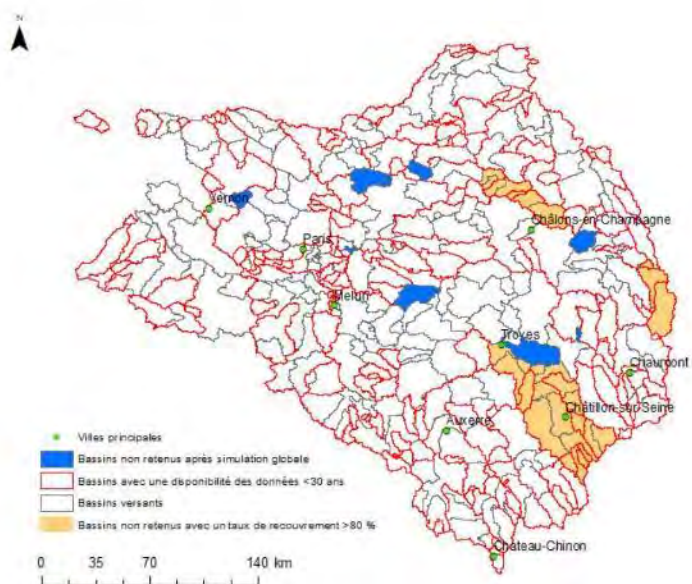 N
Vernon
Châlons-en-Champagne
Paris
Melun
Troyes
Chaumont
Châtillon-sur-Seine
Auxerre
Villes principales
Bassins non retenus après simulation globale
Bassins avec une disponibilité des données <30 ans
Bassins versants
Bassins non retenus avec un taux de recouvrement >80 %
Château-Chinon
0 35 70 140 km